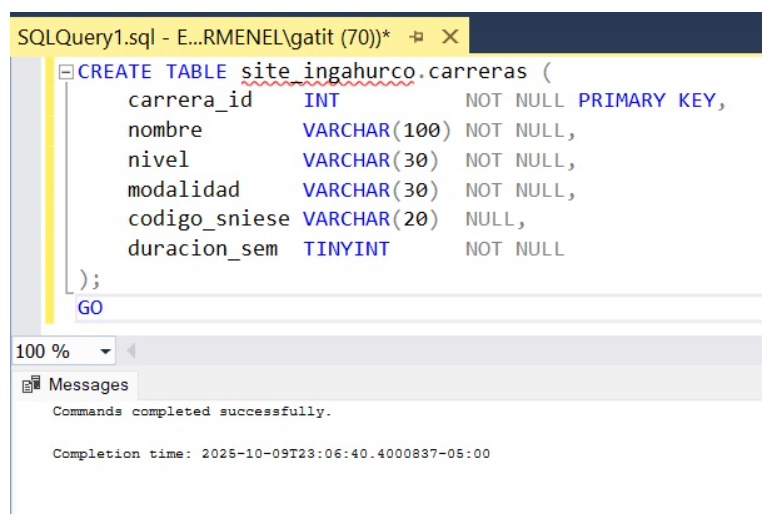 SQLQuery1.sql - E...RMENEL\gatit (70))*
CREATE TABLE site_ingahurco.carreras (
carrera_id INT NOT NULL PRIMARY KEY,
nombre VARCHAR(100) NOT NULL,
nivel VARCHAR(30) NOT NULL,
modalidad VARCHAR(30) NOT NULL,
codigo_sniese VARCHAR(20) NULL,
duracion_sem TINYINT NOT NULL
);
GO
100 %
Messages
Commands completed successfully.
Completion time: 2025-10-09T23:06:40.4000837-05:00